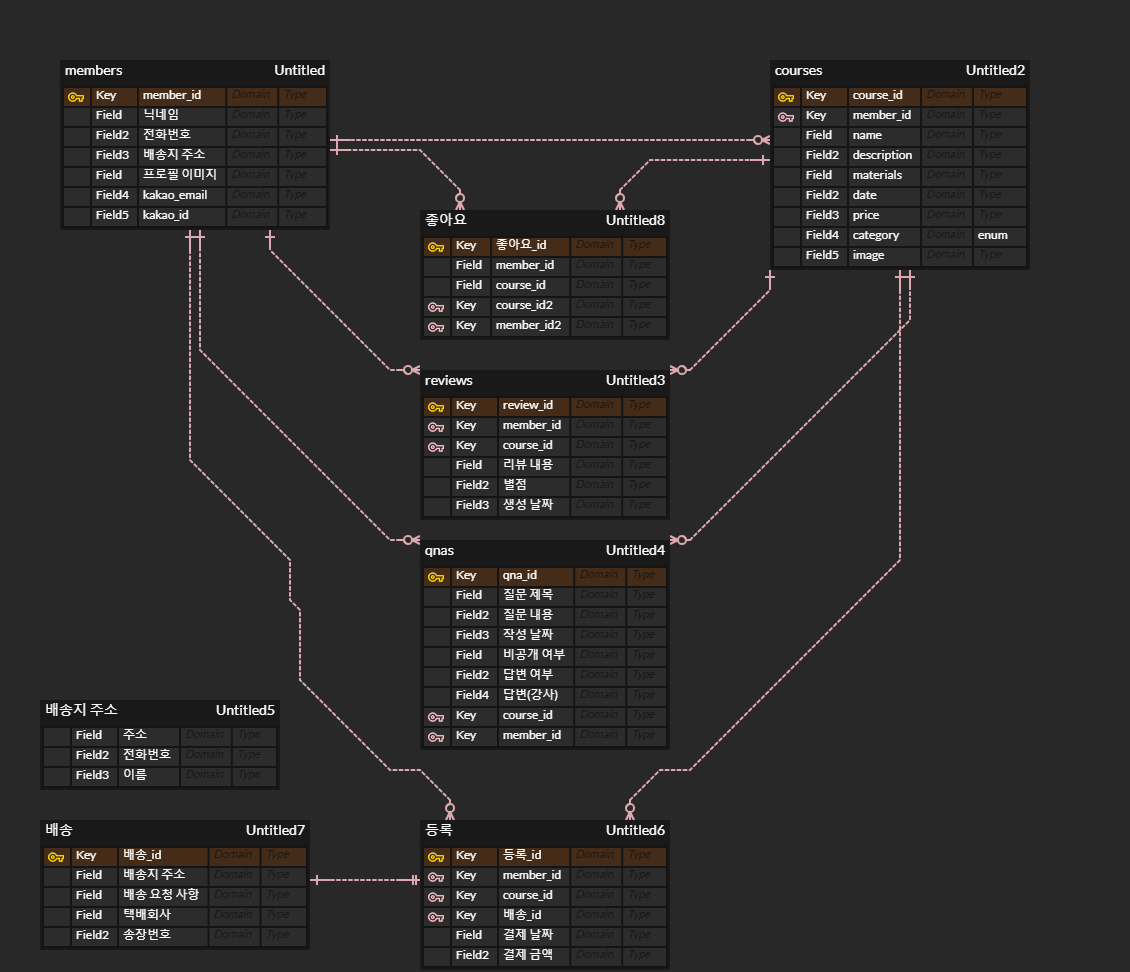 members Untitled
Key member_id Domain Type
Field 닉네임 Domain Type
Field2 전화번호 Domain Type
Field3 배송지 주소 Domain Type
Field 프로필 이미지 Domain Type
Field4 kakao_email Domain Type
Field5 kakao_id Domain Type
courses Untitled2
Key course_id Domain Type
Key member_id Domain Type
Field name Domain Type
Field2 description Domain Type
Field materials Domain Type
Field2 date Domain Type
Field3 price Domain Type
Field4 category Domain enum
Field5 image Domain Type
좋아요 Untitled8
Key 좋아요_id Domain Type
Field member_id Domain Type
Field course_id Domain Type
Key course_id2 Domain Type
Key member_id2 Domain Type
reviews Untitled3
Key review_id Domain Type
Key member_id Domain Type
Key course_id Domain Type
Field 리뷰 내용 Domain Type
Field2 별점 Domain Type
Field3 생성 날짜 Domain Type
qnas Untitled4
Key qna_id Domain Type
Field 질문 제목 Domain Type
Field2 질문 내용 Domain Type
Field3 작성 날짜 Domain Type
Field 비공개 여부 Domain Type
Field2 답변 여부 Domain Type
Field4 답변(강사) Domain Type
Key course_id Domain Type
Key member_id Domain Type
배송지 주소 Untitled5
Field 주소 Domain Type
Field2 전화번호 Domain Type
Field3 이름 Domain Type
배송 Untitled7
Key 배송_id Domain Type
Field 배송지 주소 Domain Type
Field 배송 요청 사항 Domain Type
Field 택배회사 Domain Type
Field2 송장번호 Domain Type
등록 Untitled6
Key 등록_id Domain Type
Key member_id Domain Type
Key course_id Domain Type
Key 배송_id Domain Type
Field 결제 날짜 Domain Type
Field2 결제 금액 Domain Type